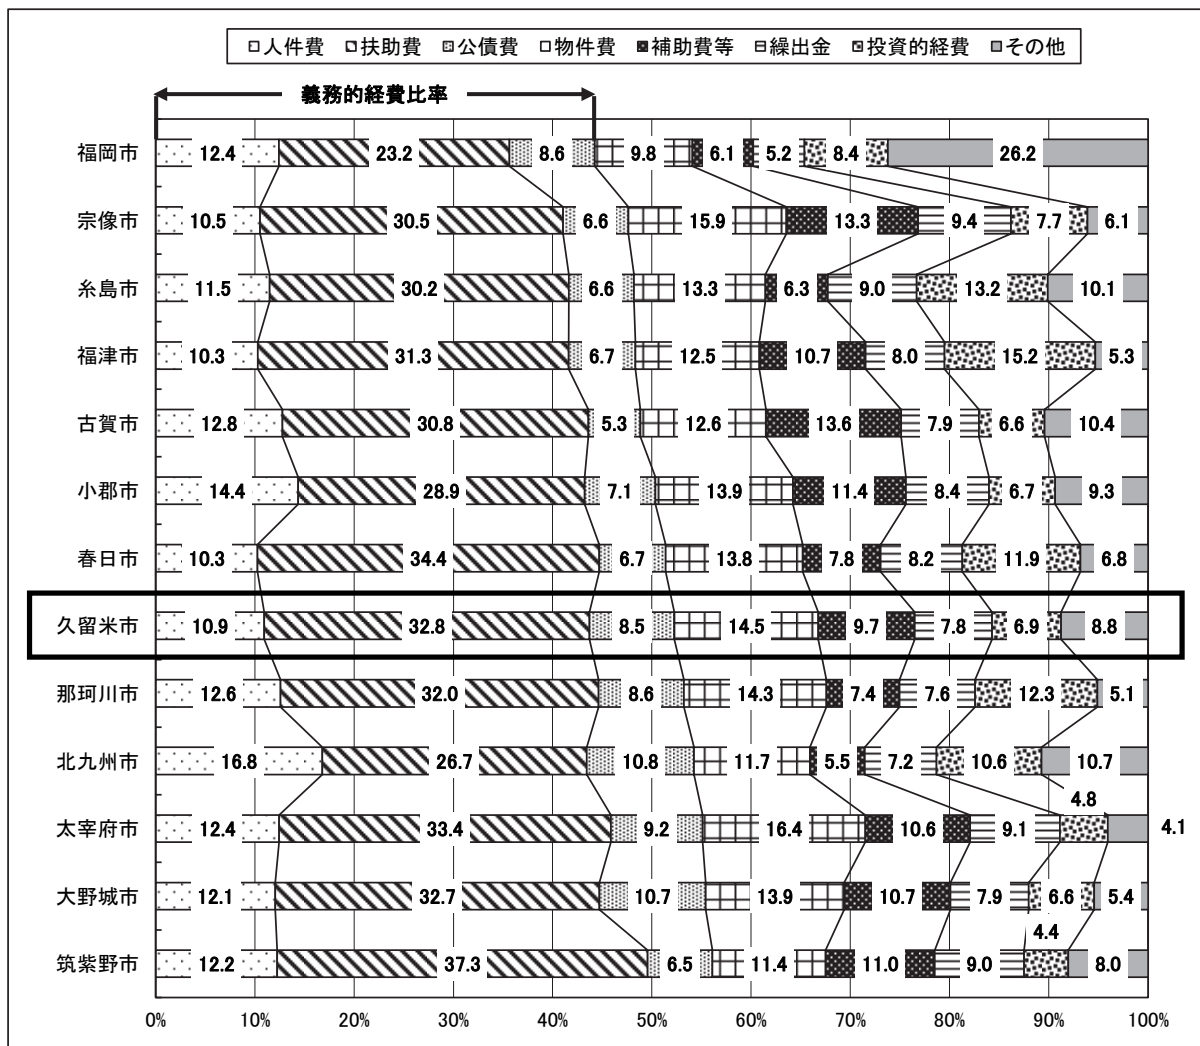 □人件費 □扶助費 □公債費 □物件費 ■補助費等 □繰出金 □投資的経費 □その他
義務的経費比率
福岡市 12.4 23.2 8.6 9.8 6.1 5.2 8.4 26.2
宗像市 10.5 30.5 6.6 15.9 13.3 9.4 7.7 6.1
糸島市 11.5 30.2 6.6 13.3 6.3 9.0 13.2 10.1
福津市 10.3 31.3 6.7 12.5 10.7 8.0 15.2 5.3
古賀市 12.8 30.8 5.3 12.6 13.6 7.9 6.6 10.4
小郡市 14.4 28.9 7.1 13.9 11.4 8.4 6.7 9.3
春日市 10.3 34.4 6.7 13.8 7.8 8.2 11.9 6.8
久留米市 10.9 32.8 8.5 14.5 9.7 7.8 6.9 8.8
那珂川市 12.6 32.0 8.6 14.3 7.4 7.6 12.3 5.1
北九州市 16.8 26.7 10.8 11.7 5.5 7.2 10.6 10.7
4.8
太宰府市 12.4 33.4 9.2 16.4 10.6 9.1 4.1
大野城市 12.1 32.7 10.7 13.9 10.7 7.9 6.6 5.4
4.4
筑紫野市 12.2 37.3 6.5 11.4 11.0 9.0 8.0
0% 10% 20% 30% 40% 50% 60% 70% 80% 90% 100%